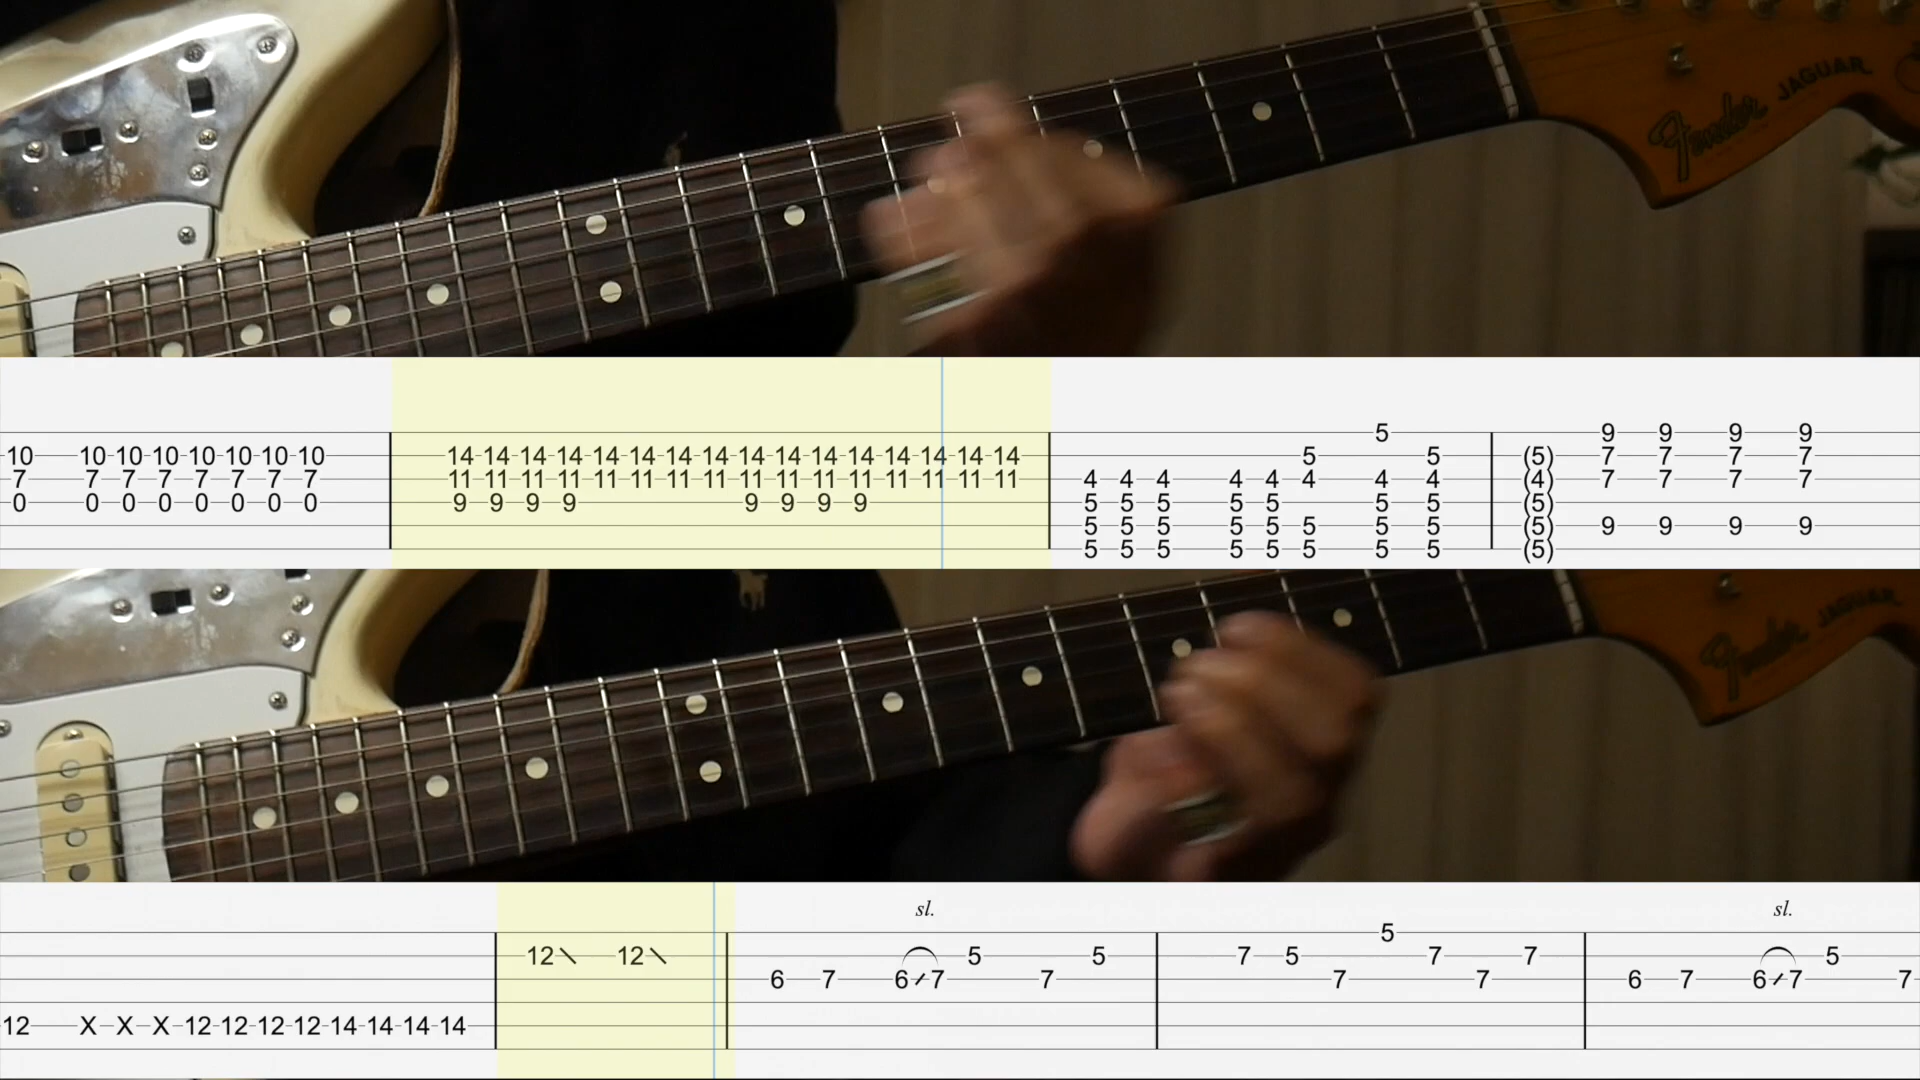 Fender JAGUAR
5 9 9 9 9
10 10 10 10 10 10 10 10 14 14 14 14 14 14 14 14 14 14 14 14 14 14 14 14 5 5 (5) 7 7 7 7
7 7 7 7 7 7 7 7 11 11 11 11 11 11 11 11 11 11 11 11 11 11 11 11 4 4 4 4 4 4 4 4 (4) 7 7 7 7
0 0 0 0 0 0 0 0 9 9 9 9 9 9 9 9 5 5 5 5 5 5 5 (5)
5 5 5 5 5 5 5 5 (5) 9 9 9 9
5 5 5 5 5 5 5 5 (5)
Fender JAGUAR
sl. sl.
5
12 12 5 5 7 5 7 7 5
6 7 6 7 7 7 7 6 7 6 7 7
12 X X X 12 12 12 12 14 14 14 14